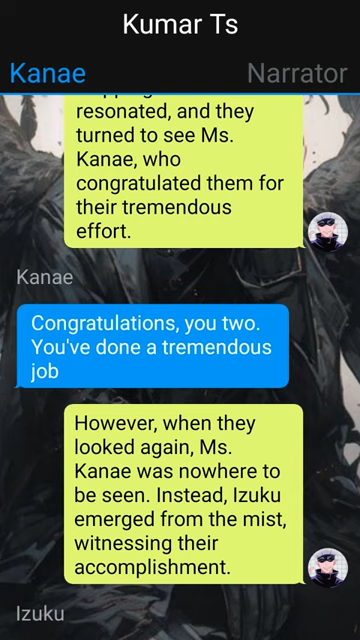 Kumar Ts
Kanae
Narrator
resonated, and they
turned to see Ms.
Kanae, who
congratulated them for
their tremendous
effort.
Kanae
Congratulations, you two.
You've done a tremendous
job
However, when they
looked again, Ms.
Kanae was nowhere to
be seen. Instead, Izuku
emerged from the mist,
witnessing their
accomplishment.
Izuku